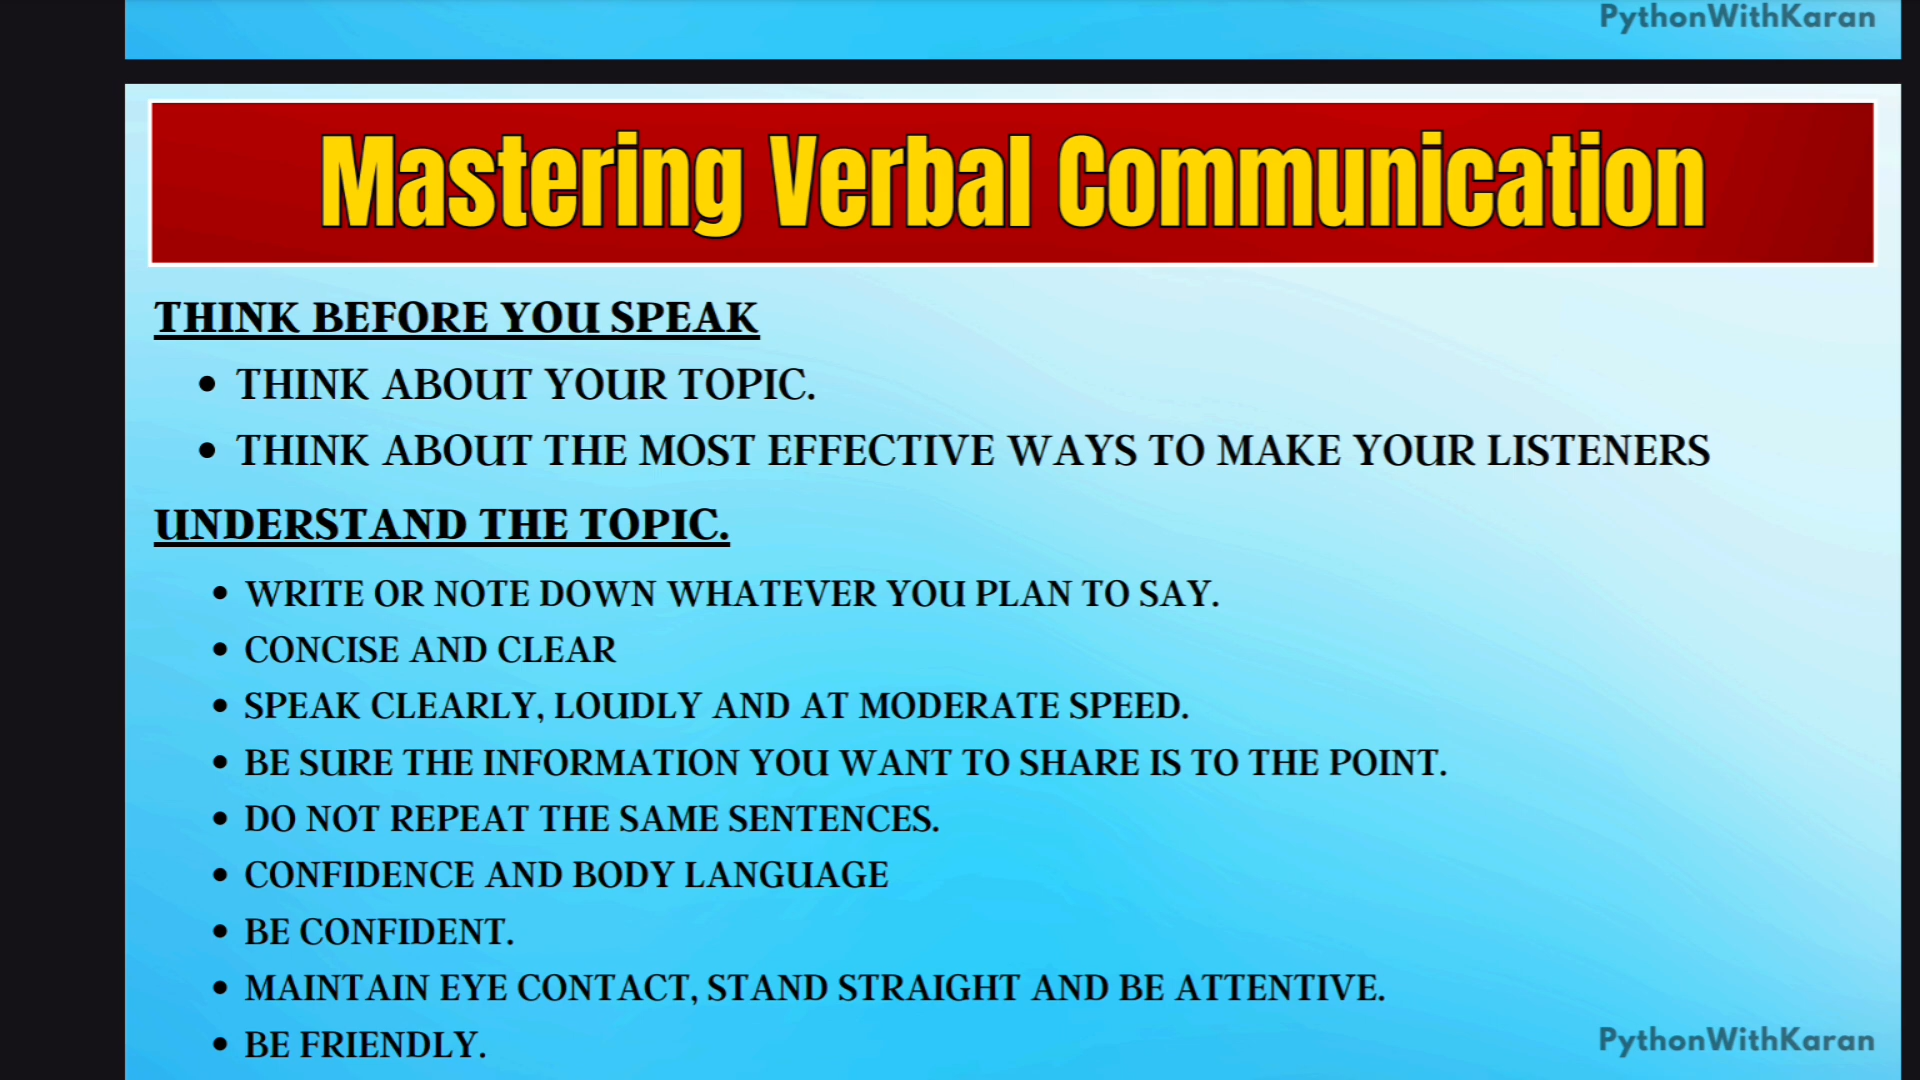 PythonWithKaran
Mastering Verbal Communication
THINK BEFORE YOU SPEAK
• THINK ABOUT YOUR TOPIC.
• THINK ABOUT THE MOST EFFECTIVE WAYS TO MAKE YOUR LISTENERS
UNDERSTAND THE TOPIC.
• WRITE OR NOTE DOWN WHATEVER YOU PLAN TO SAY.
• CONCISE AND CLEAR
• SPEAK CLEARLY, LOUDLY AND AT MODERATE SPEED.
• BE SURE THE INFORMATION YOU WANT TO SHARE IS TO THE POINT.
• DO NOT REPEAT THE SAME SENTENCES.
• CONFIDENCE AND BODY LANGUAGE
• BE CONFIDENT.
• MAINTAIN EYE CONTACT, STAND STRAIGHT AND BE ATTENTIVE.
• BE FRIENDLY.
PythonWithKaran